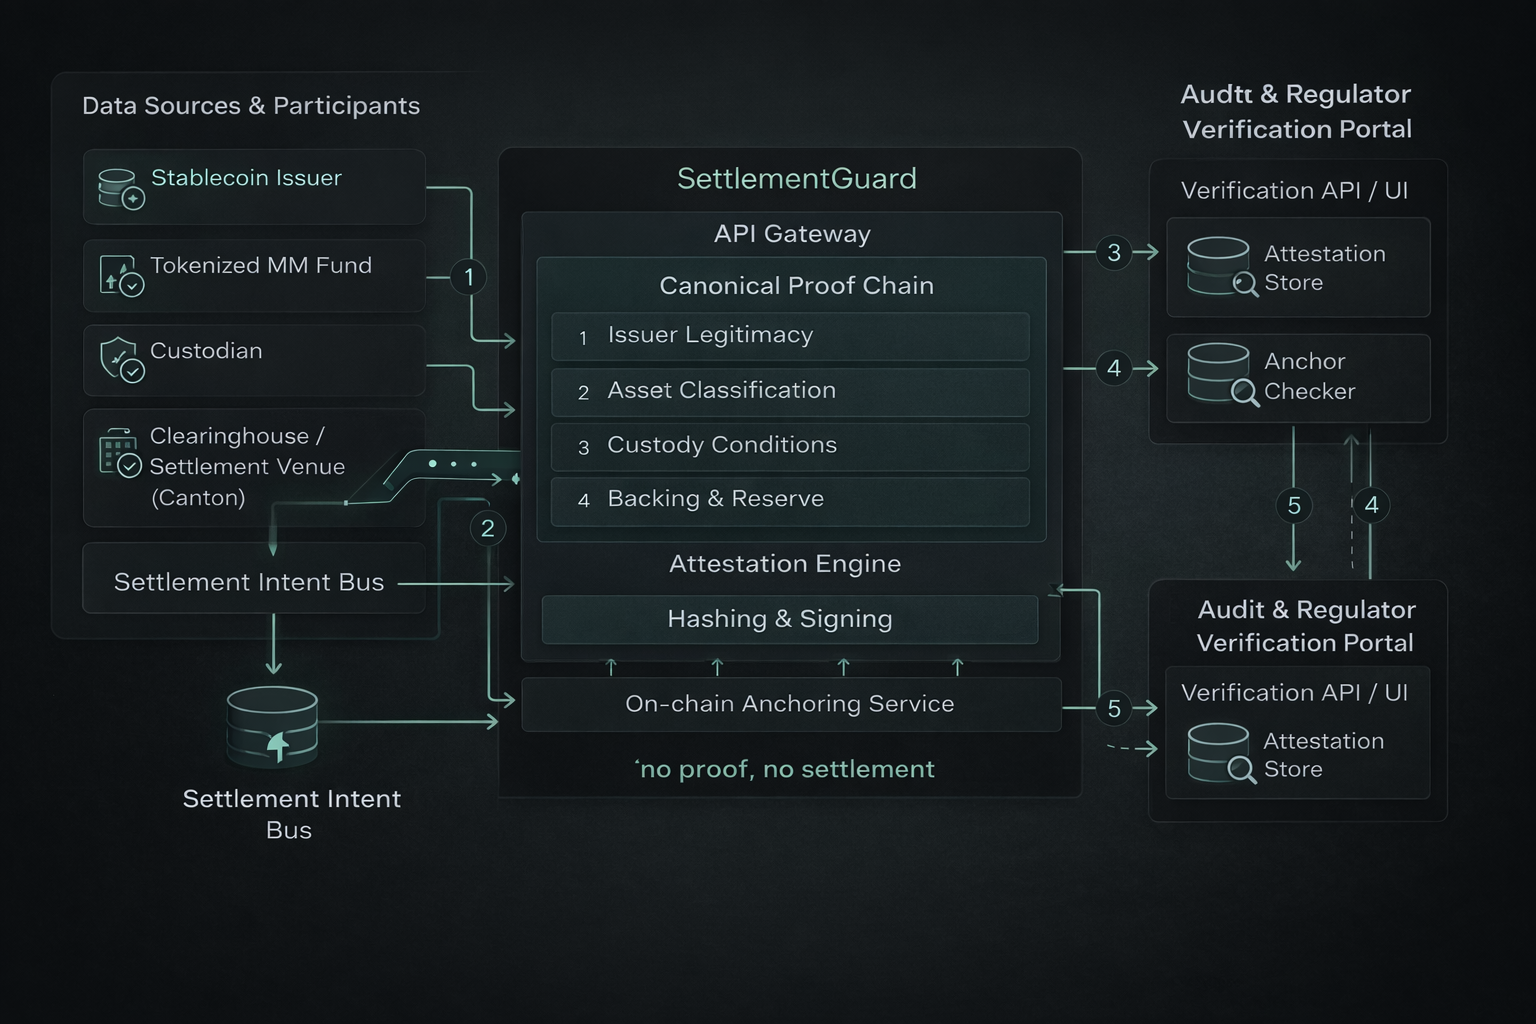 Data Sources & Participants
Stablecoin Issuer
Tokenized MM Fund
Custodian
Clearinghouse /
Settlement Venue
(Canton)
Settlement Intent Bus
Settlement Intent
Bus
1
2
SettlementGuard
API Gateway
Canonical Proof Chain
1 Issuer Legitimacy
2 Asset Classification
3 Custody Conditions
4 Backing & Reserve
Attestation Engine
Hashing & Signing
On-chain Anchoring Service
‘no proof, no settlement
3
4
5
Audtt & Regulator
Verification Portal
Verification API / UI
Attestation
Store
Anchor
Checker
5
4
Audit & Regulator
Verification Portal
Verification API / UI
Attestation
Store